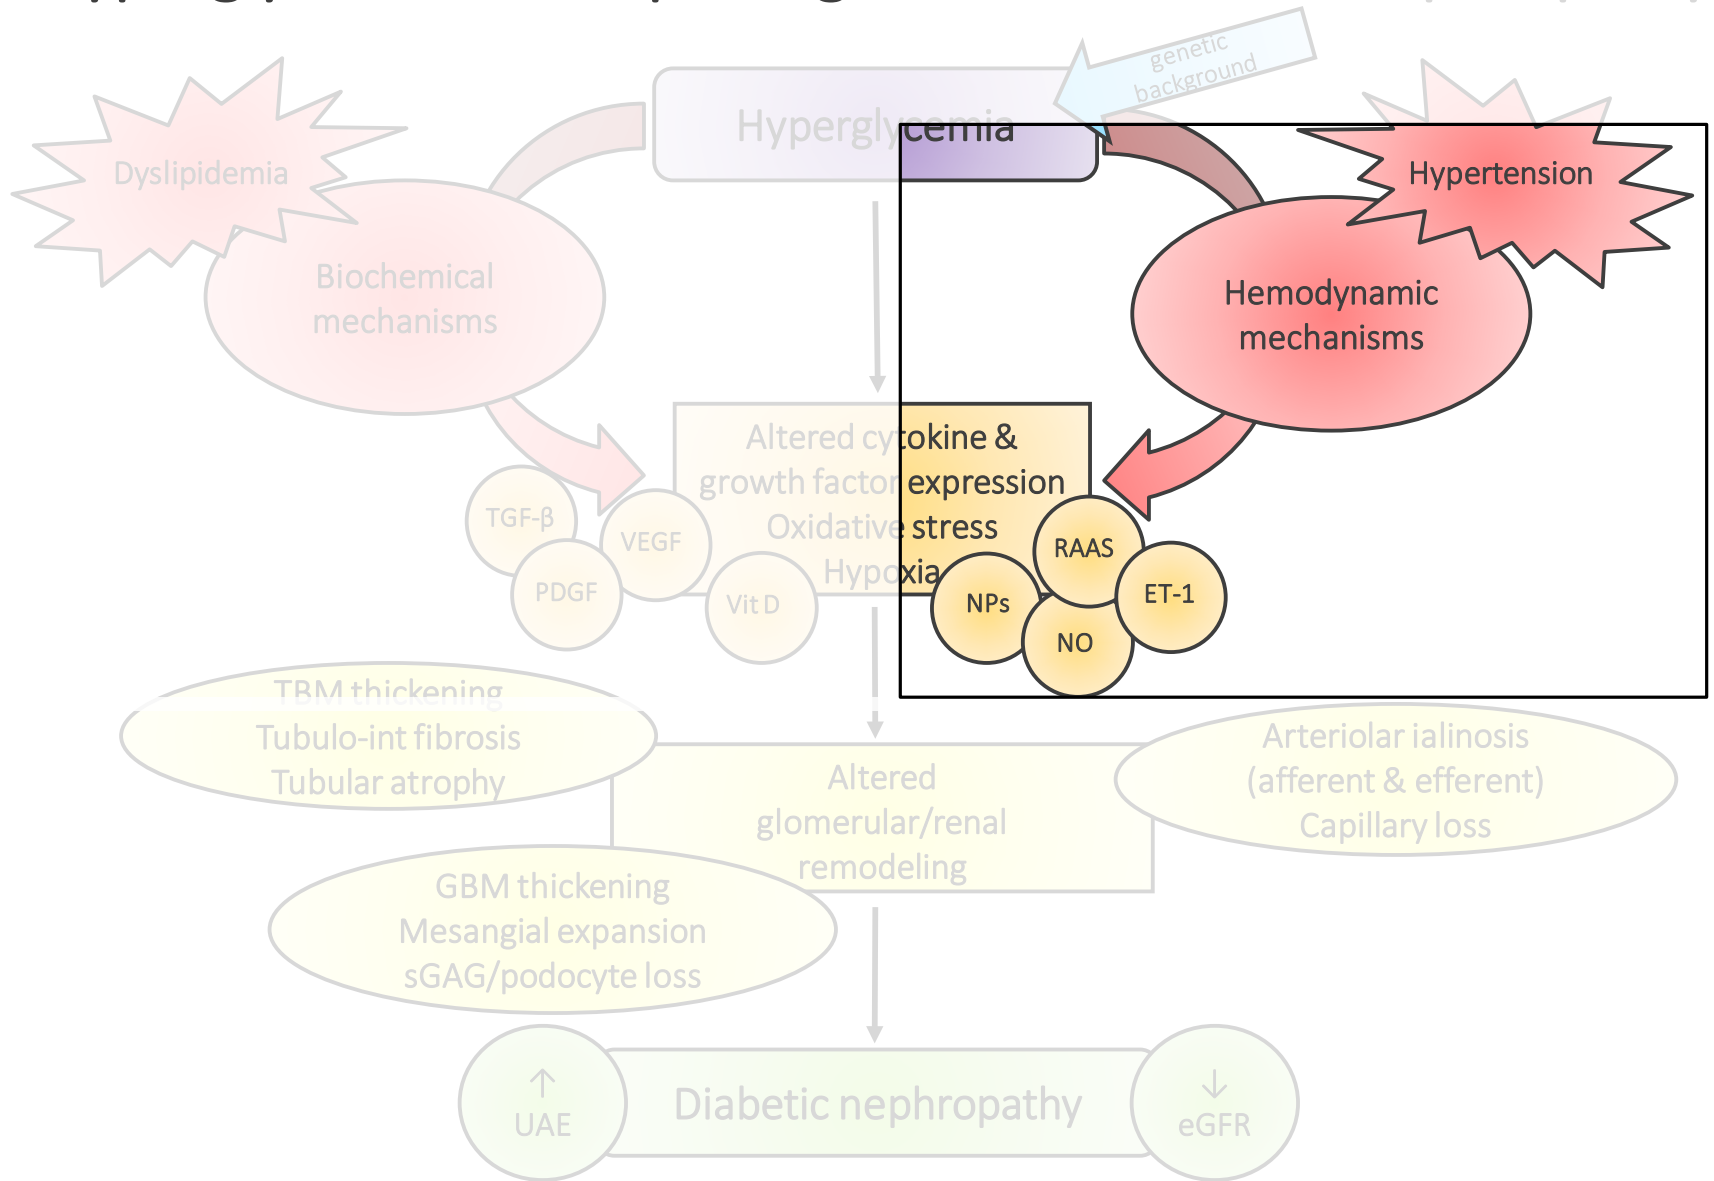 genetic
background
Hyperglycemia
Dyslipidemia
Hypertension
Biochemical
mechanisms
Hemodynamic
mechanisms
Altered cytokine &
growth factor expression
Oxidative stress
Hypoxia
TGF-β
VEGF
PDGF
Vit D
RAAS
NPs
ET-1
NO
TBM thickening
Tubulo-int fibrosis
Tubular atrophy
Arteriolar ialinosis
(afferent & efferent)
Capillary loss
Altered
glomerular/renal
remodeling
GBM thickening
Mesangial expansion
sGAG/podocyte loss
↑
UAE
Diabetic nephropathy
↓
eGFR